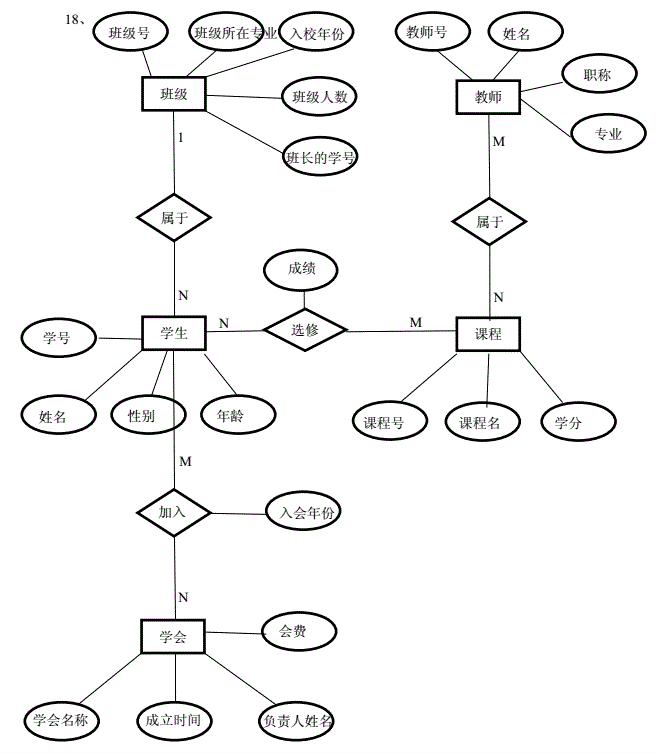 18、
班级号
班级所在专业
入校年份
教师号
姓名
班级
班级人数
教师
职称
专业
1
M
班长的学号
属于
属于
成绩
N
N
学号
学生
N
选修
M
课程
姓名
性别
年龄
课程号
课程名
学分
M
加入
入会年份
N
学会
会费
学会名称
成立时间
负责人姓名